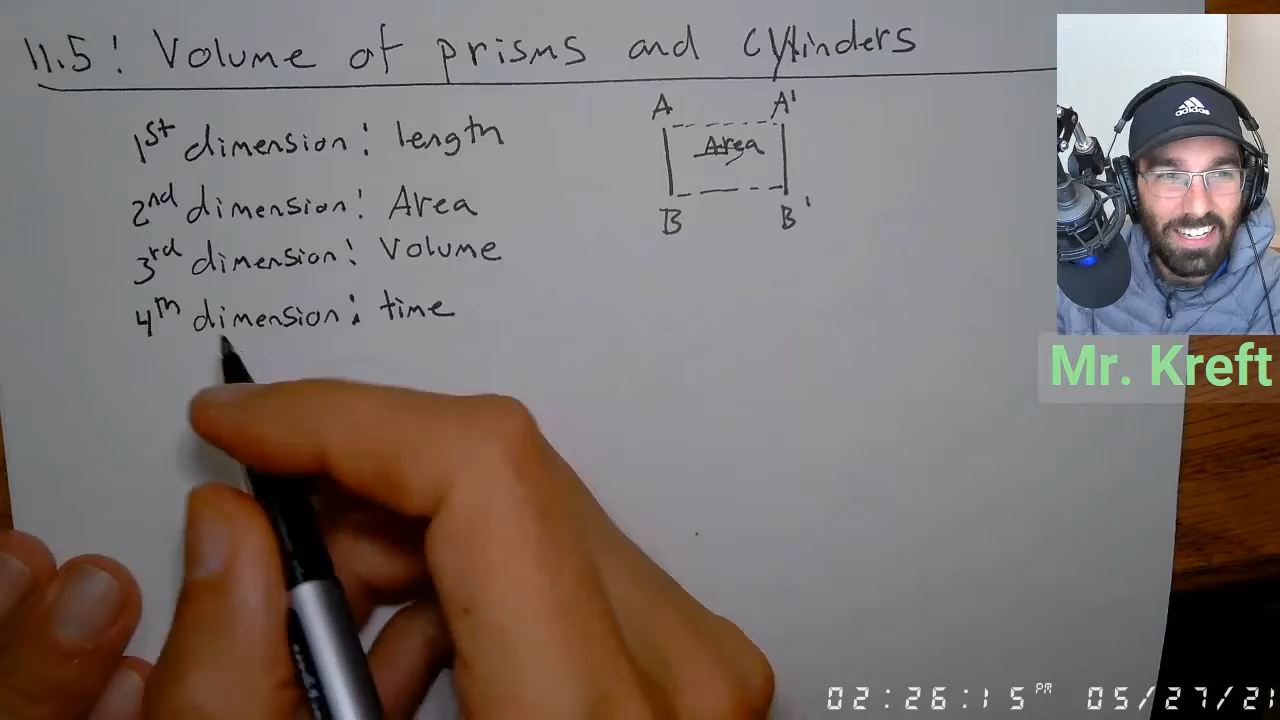 11.5: Volume of prisms and cylinders
1st dimension: length
2nd dimension: Area
3rd dimension: Volume
4th dimension: time
A A'
Area
B B'
adidas
Mr. Kreft
02:26:15 PM 05/27/21